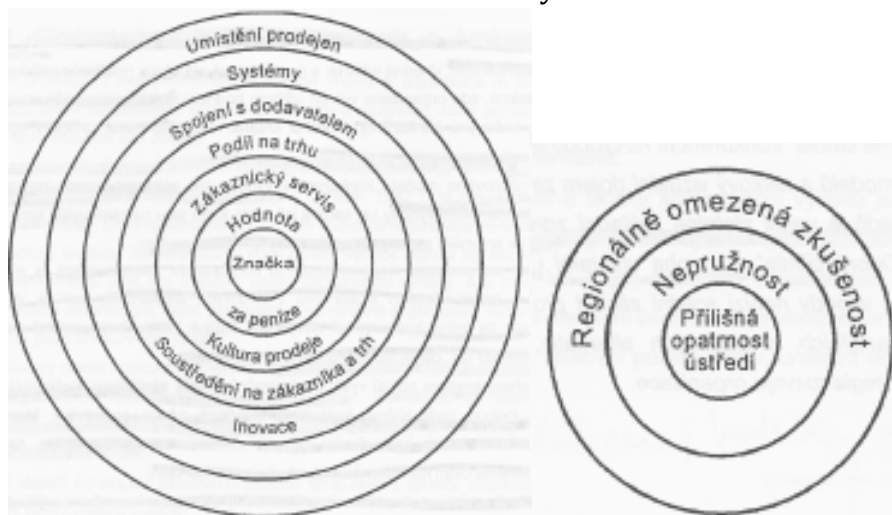 Umístění prodejen
Systémy
Spojení s dodavatelem
Podíl na trhu
Zákaznický servis
Hodnota
Značka
za peníze
Kultura prodeje
Soustředění na zákazníka a trh
Inovace
Regionálně omezená zkušenost
Nepružnost
Přílišná
opatrnost
ústředí